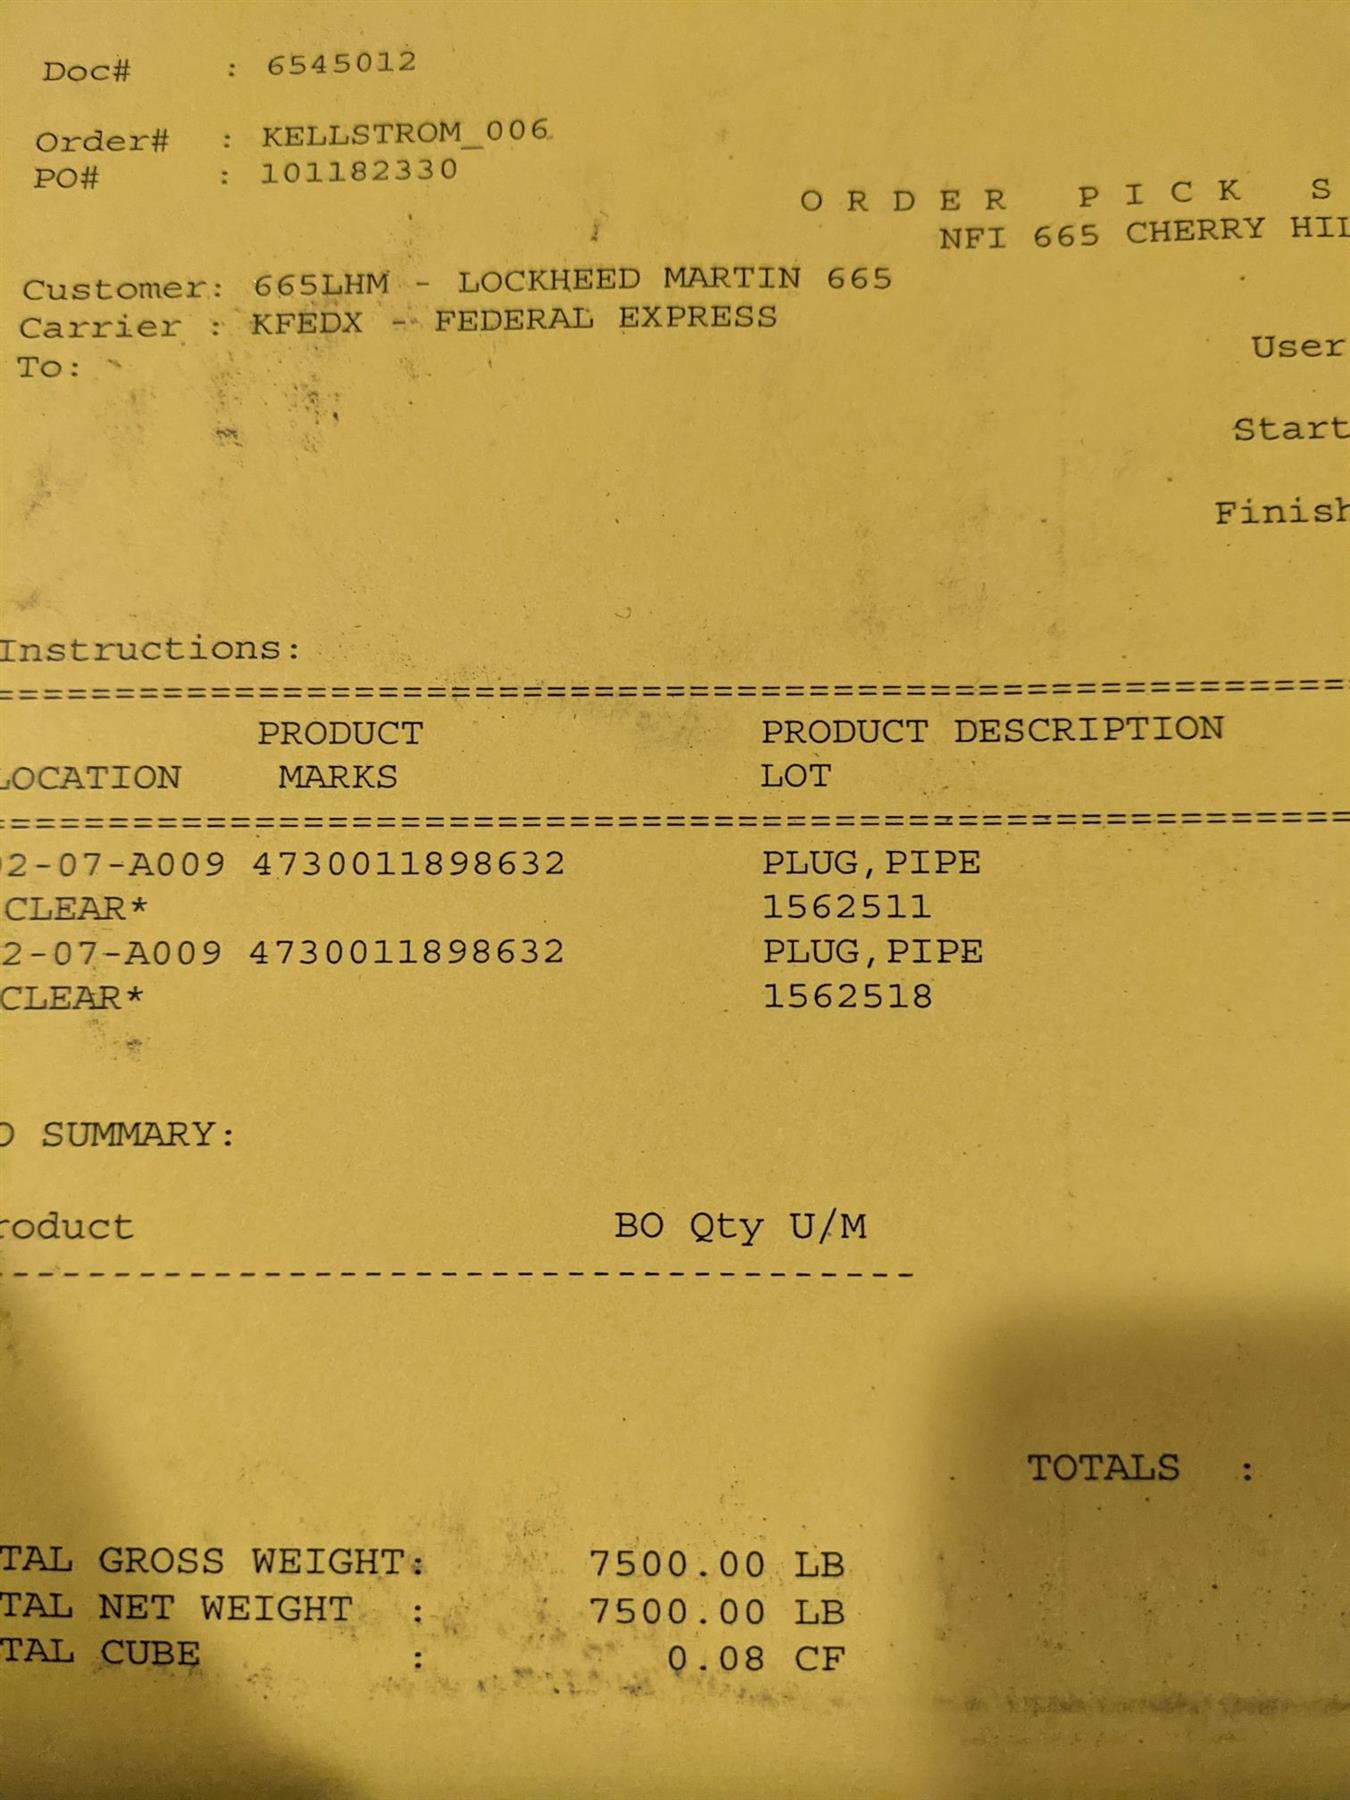 Doc# : 6545012
Order# : KELLSTROM_006
PO# : 101182330
O R D E R P I C K S
NFI 665 CHERRY HIL
Customer: 665LHM - LOCKHEED MARTIN 665
Carrier : KFEDX - FEDERAL EXPRESS
To:
User
Start
Finish
Instructions:
==========================================================
PRODUCT PRODUCT DESCRIPTION
LOCATION MARKS LOT
==========================================================
02-07-A009 4730011898632 PLUG,PIPE
CLEAR* 1562511
2-07-A009 4730011898632 PLUG,PIPE
CLEAR* 1562518
O SUMMARY:
roduct BO Qty U/M
-------------------------------------
TOTALS :
TAL GROSS WEIGHT: 7500.00 LB
TAL NET WEIGHT : 7500.00 LB
TAL CUBE : 0.08 CF